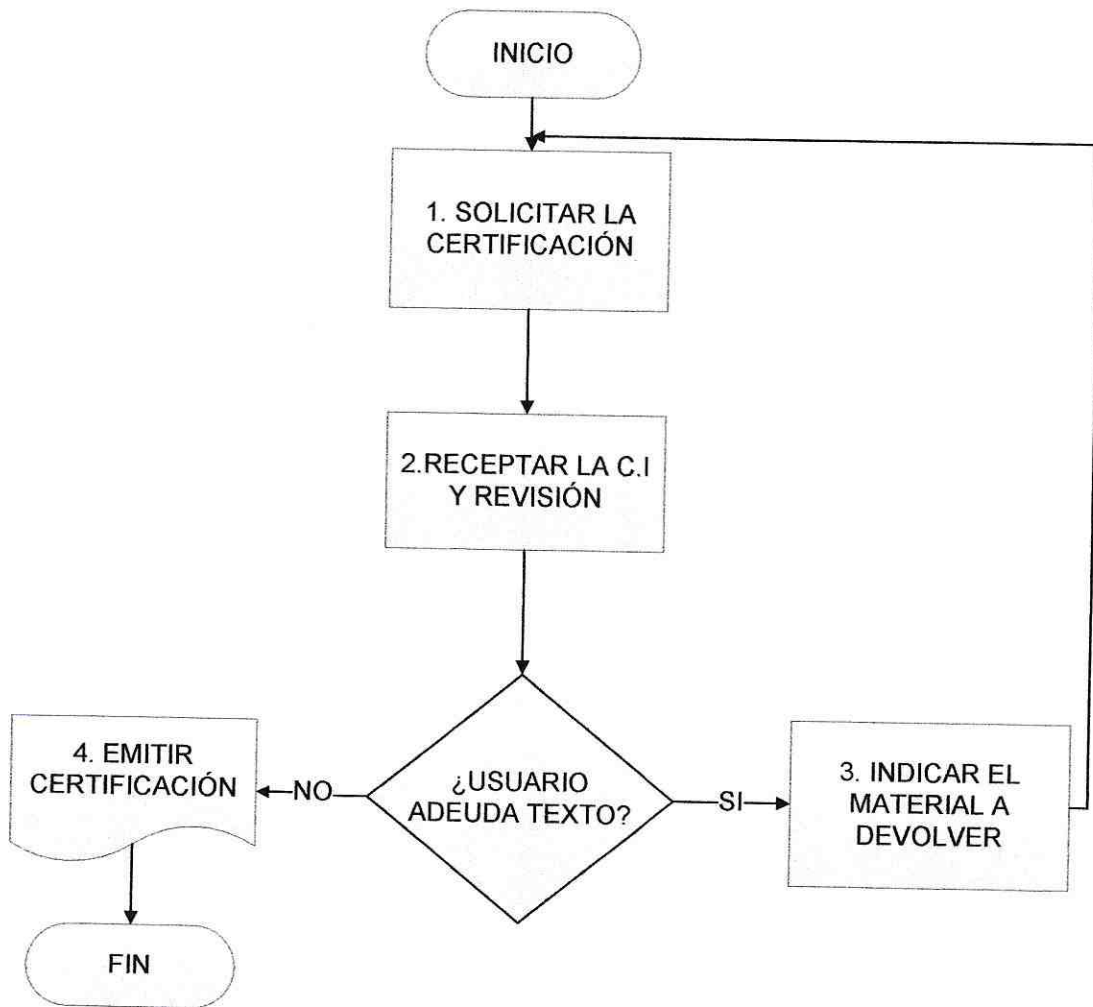 INICIO
1. SOLICITAR LA
CERTIFICACIÓN
2.RECEPTAR LA C.I
Y REVISIÓN
¿USUARIO
ADEUDA TEXTO?
NO
SI
4. EMITIR
CERTIFICACIÓN
3. INDICAR EL
MATERIAL A
DEVOLVER
FIN